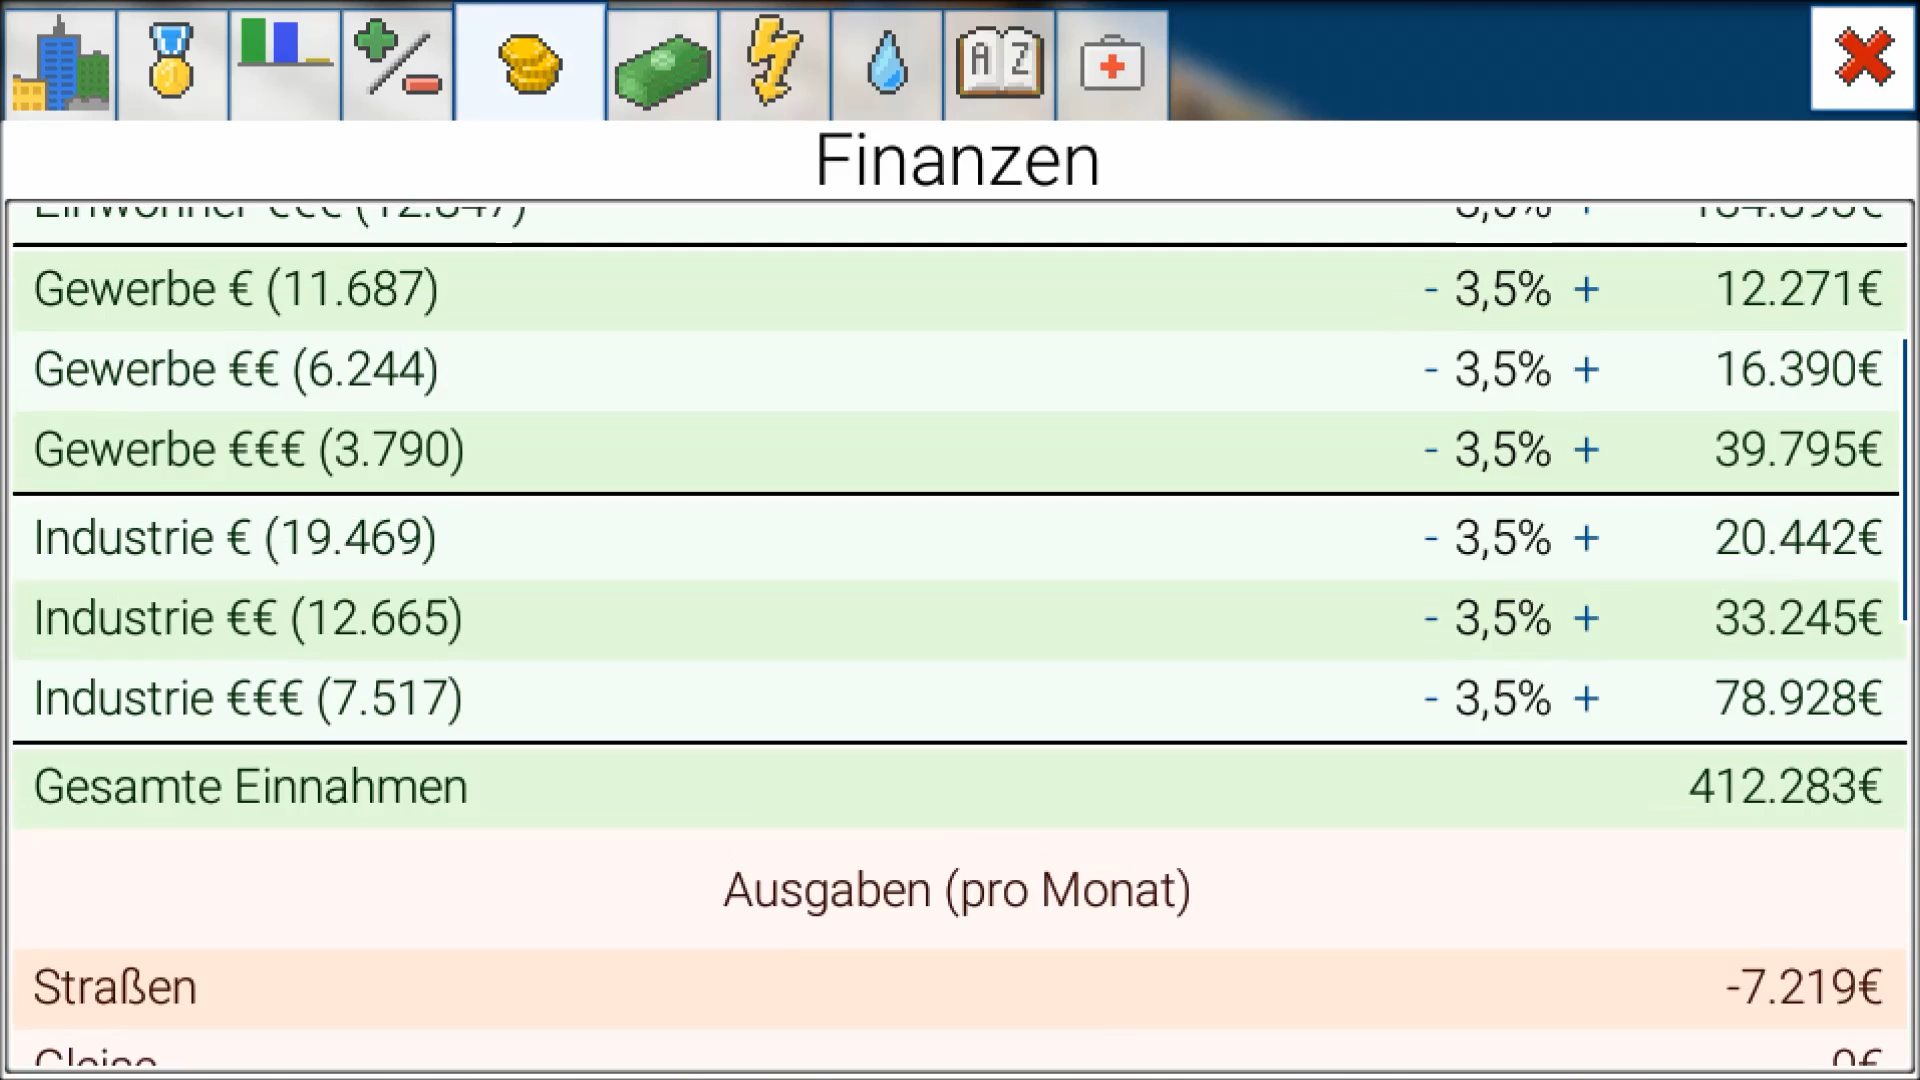 A Z
Finanzen
Gewerbe € (11.687) - 3,5% + 12.271€
Gewerbe €€ (6.244) - 3,5% + 16.390€
Gewerbe €€€ (3.790) - 3,5% + 39.795€
Industrie € (19.469) - 3,5% + 20.442€
Industrie €€ (12.665) - 3,5% + 33.245€
Industrie €€€ (7.517) - 3,5% + 78.928€
Gesamte Einnahmen 412.283€
Ausgaben (pro Monat)
Straßen -7.219€